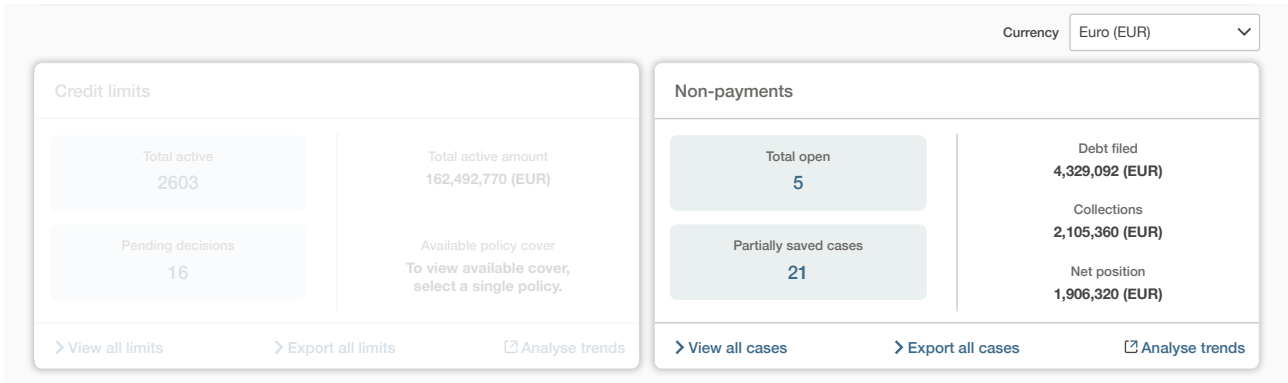 Currency
Euro (EUR)
Credit limits
Total active
2603
Pending decisions
16
Total active amount
162,492,770 (EUR)
Available policy cover
To view available cover,
select a single policy.
View all limits
Export all limits
Analyse trends
Non-payments
Total open
5
Partially saved cases
21
Debt filed
4,329,092 (EUR)
Collections
2,105,360 (EUR)
Net position
1,906,320 (EUR)
View all cases
Export all cases
Analyse trends